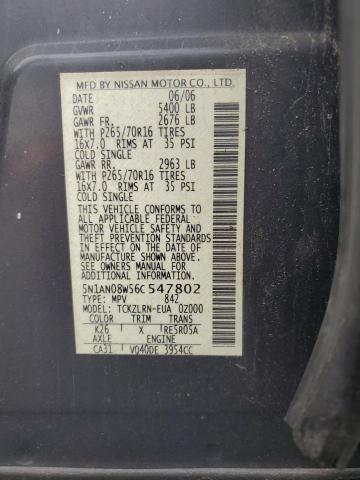 MFD BY NISSAN MOTOR CO., LTD.
DATE 06/06
GVWR 5400 LB
GAWR FR. 2676 LB
WITH P265/70R16 TIRES
16X7.0 RIMS AT 35 PSI
COLD SINGLE
GAWR RR. 2963 LB
WITH P265/70R16 TIRES
16X7.0 RIMS AT 35 PSI
COLD SINGLE
THIS VEHICLE CONFORMS TO
ALL APPLICABLE FEDERAL
MOTOR VEHICLE SAFETY
STANDARDS IN EFFECT ON THE
DATE OF MANUFACTURE SHOWN
ABOVE.
SEE OWNERS MANUAL FOR
ADDITIONAL INFORMATION
5N1AN08W56C547802
TYPE: MPV 842
MODEL: TCKZLRN-EUA 0Z000
COLOR TRIM TRANS
K26 X RE5R05A
AXLE ENGINE
CA31 VQ40DE 3954CC